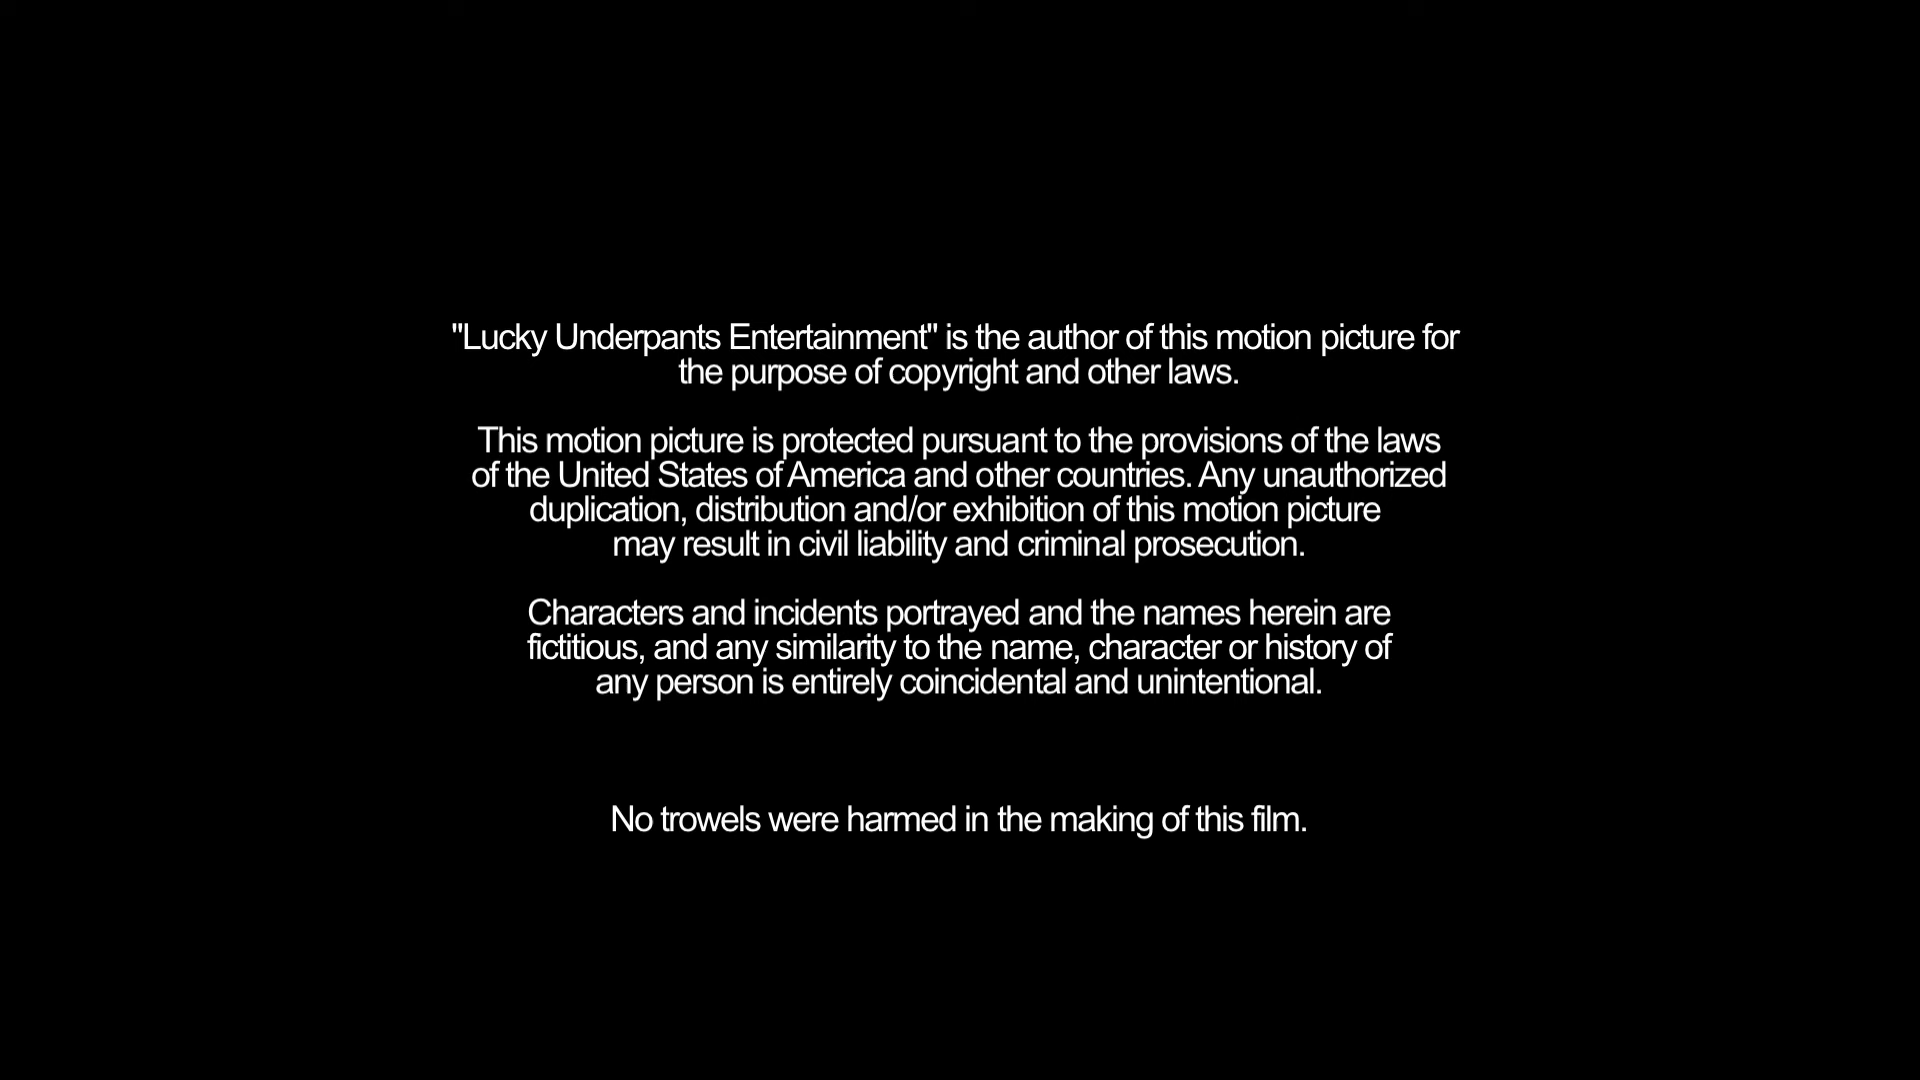 "Lucky Underpants Entertainment" is the author of this motion picture for
the purpose of copyright and other laws.
This motion picture is protected pursuant to the provisions of the laws
of the United States of America and other countries. Any unauthorized
duplication, distribution and/or exhibition of this motion picture
may result in civil liability and criminal prosecution.
Characters and incidents portrayed and the names herein are
fictitious, and any similarity to the name, character or history of
any person is entirely coincidental and unintentional.
No trowels were harmed in the making of this film.